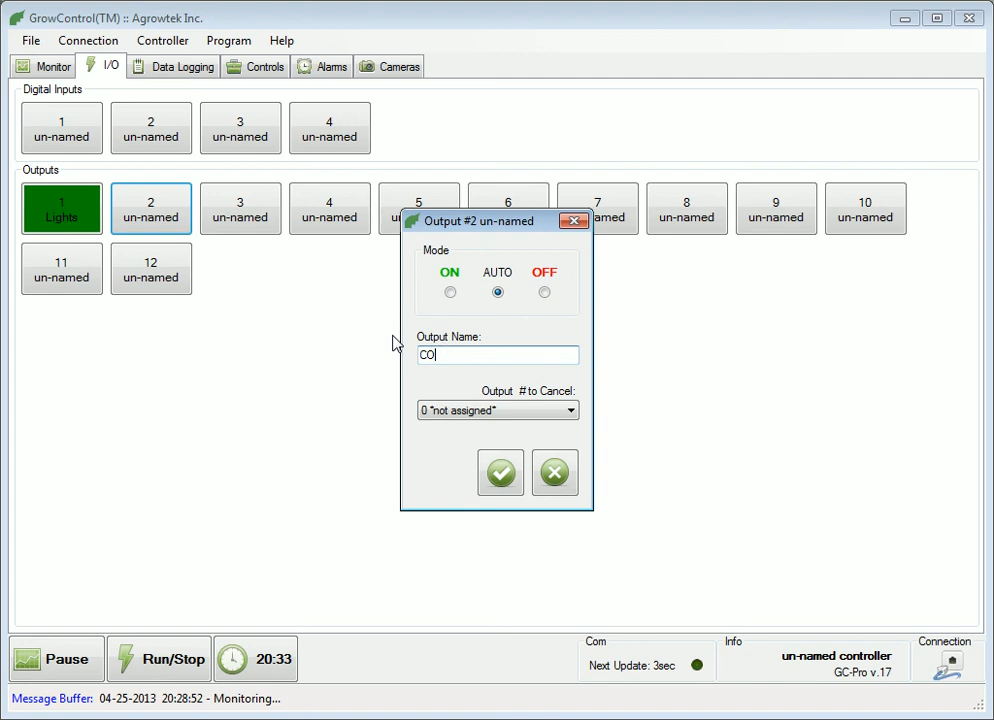 GrowControl(TM) :: Agrowtek Inc.
File Connection Controller Program Help
Monitor I/O Data Logging Controls Alarms Cameras
Digital Inputs
1 un-named
2 un-named
3 un-named
4 un-named
Outputs
1 Lights
2 un-named
3 un-named
4 un-named
5
6
7
8 un-named
9 un-named
10 un-named
11 un-named
12 un-named
Output #2 un-named
Mode
ON AUTO OFF
Output Name:
CO
Output # to Cancel:
0 *not assigned*
Pause Run/Stop 20:33
Com
Next Update: 3sec
Info
un-named controller
GC-Pro v.17
Connection
Message Buffer: 04-25-2013 20:28:52 - Monitoring...